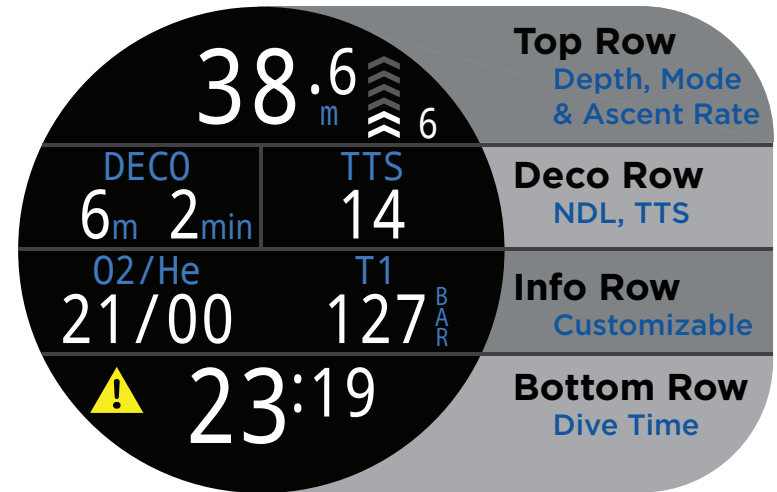 38.6
m
6
Top Row
Depth, Mode
& Ascent Rate
DECO
6m 2min
TTS
14
Deco Row
NDL, TTS
O2/He
21/00
T1
127 BAR
Info Row
Customizable
23:19
Bottom Row
Dive Time